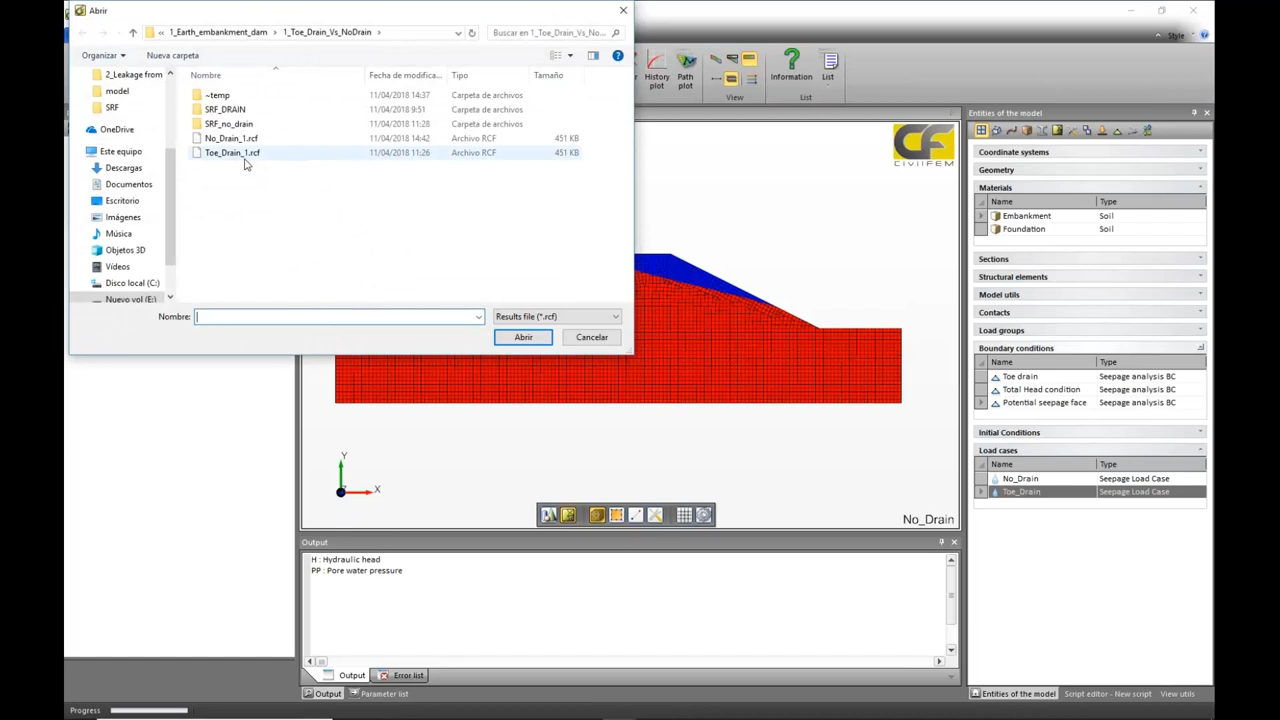 Abrir
« 1_Earth_embankment_dam > 1_Toe_Drain_Vs_NoDrain >
Buscar en 1_Toe_Drain_Vs_No...
Style
Organizar
Nueva carpeta
2_Leakage from
model
SRF
OneDrive
Este equipo
Descargas
Documentos
Escritorio
Imágenes
Música
Objetos 3D
Vídeos
Disco local (C:)
Nuevo vol (E:)
Nombre Fecha de modifica... Tipo Tamaño
~temp 11/04/2018 14:37 Carpeta de archivos
SRF_DRAIN 11/04/2018 9:51 Carpeta de archivos
SRF_no_drain 11/04/2018 11:28 Carpeta de archivos
No_Drain_1.rcf 11/04/2018 14:42 Archivo RCF 451 KB
Toe_Drain_1.rcf 11/04/2018 11:26 Archivo RCF 451 KB
Nombre:
Results file (*.rcf)
Abrir
Cancelar
History plot
Path plot
View
Information
List
CIVILFEM
Y
X
No_Drain
Output
H : Hydraulic head
PP : Pore water pressure
Output
Error list
Output
Parameter list
Progress
Entities of the model
Coordinate systems
Geometry
Materials
Name Type
Embankment Soil
Foundation Soil
Sections
Structural elements
Model utils
Contacts
Load groups
Boundary conditions
Name Type
Toe drain Seepage analysis BC
Total Head condition Seepage analysis BC
Potential seepage face Seepage analysis BC
Initial Conditions
Load cases
Name Type
No_Drain Seepage Load Case
Toe_Drain Seepage Load Case
Entities of the model
Script editor - New script
View utils